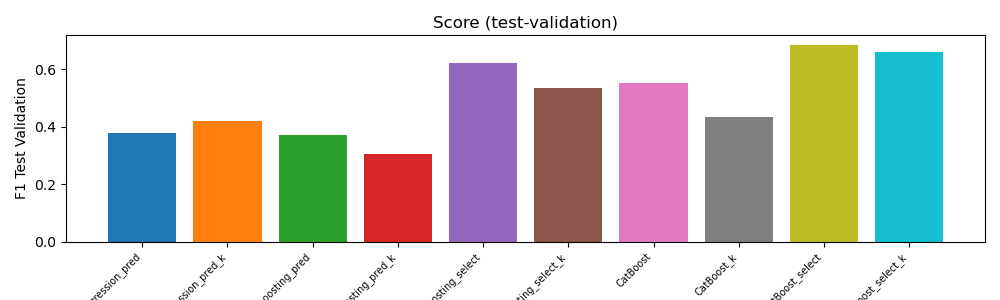 Score (test-validation)
F1 Test Validation
0.6
0.4
0.2
0.0
ression_pred
ssion_pred_k
oosting_pred
sting_pred_k
osting_select
ting_select_k
CatBoost
CatBoost_k
tBoost_select
oost_select_k